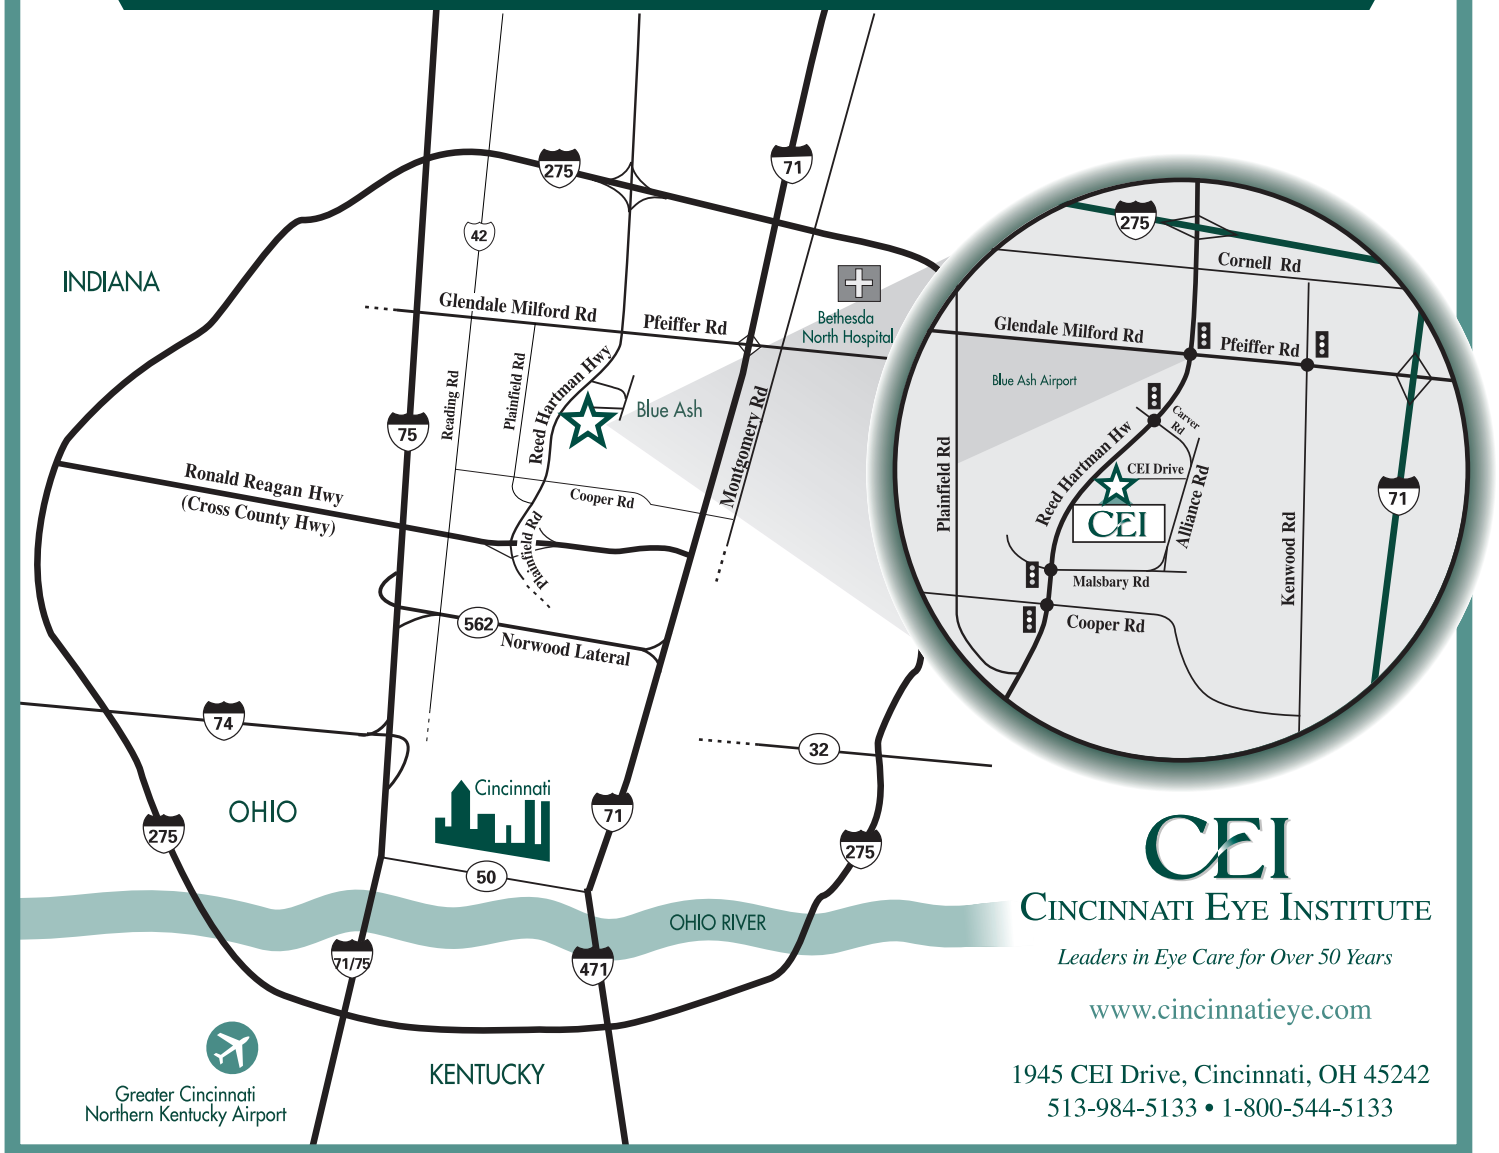 275
71
42
INDIANA
Glendale Milford Rd
Pfeiffer Rd
Bethesda
North Hospital
Reading Rd
Plainfield Rd
Reed Hartman Hwy
Blue Ash
Montgomery Rd
75
Ronald Reagan Hwy
(Cross County Hwy)
Cooper Rd
Plainfield Rd
562
Norwood Lateral
74
32
Cincinnati
OHIO
71
275
275
50
OHIO RIVER
71/75
471
KENTUCKY
Greater Cincinnati
Northern Kentucky Airport
275
Cornell Rd
Glendale Milford Rd
Pfeiffer Rd
Blue Ash Airport
Carver
Rd
Plainfield Rd
Reed Hartman Hw
CEI Drive
Alliance Rd
71
CEI
Kenwood Rd
Malsbary Rd
Cooper Rd
CEI
CINCINNATI EYE INSTITUTE
Leaders in Eye Care for Over 50 Years
www.cincinnatieye.com
1945 CEI Drive, Cincinnati, OH 45242
513-984-5133 • 1-800-544-5133